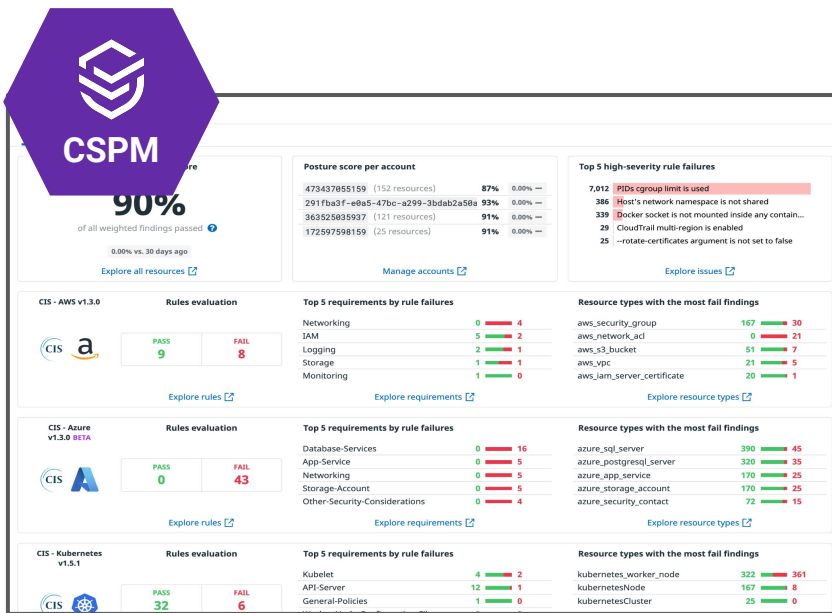 CSPM
re
90%
of all weighted findings passed ?
0.00% vs. 30 days ago
Explore all resources
Posture score per account
473437055159 (152 resources) 87% 0.00% —
291fba3f-e0a5-47bc-a299-3bdab2a50a 93% 0.00% —
363525035937 (121 resources) 91% 0.00% —
172597598159 (25 resources) 91% 0.00% —
Manage accounts
Top 5 high-severity rule failures
7,012 PIDs cgroup limit is used
386 Host's network namespace is not shared
339 Docker socket is not mounted inside any contain...
29 CloudTrail multi-region is enabled
25 --rotate-certificates argument is not set to false
Explore issues
CIS - AWS v1.3.0
CIS
a
Rules evaluation
PASS FAIL
9 8
Explore rules
Top 5 requirements by rule failures
Networking 0 4
IAM 5 2
Logging 2 1
Storage 1 1
Monitoring 1 0
Explore requirements
Resource types with the most fail findings
aws_security_group 167 30
aws_network_acl 0 21
aws_s3_bucket 51 7
aws_vpc 21 5
aws_iam_server_certificate 20 1
Explore resource types
CIS - Azure
v1.3.0 BETA
CIS
Rules evaluation
PASS FAIL
0 43
Explore rules
Top 5 requirements by rule failures
Database-Services 0 16
App-Service 0 5
Networking 0 5
Storage-Account 0 5
Other-Security-Considerations 0 4
Explore requirements
Resource types with the most fail findings
azure_sql_server 390 45
azure_postgresql_server 320 35
azure_app_service 170 25
azure_storage_account 170 25
azure_security_contact 72 15
Explore resource types
CIS - Kubernetes
v1.5.1
CIS
Rules evaluation
PASS FAIL
32 6
Top 5 requirements by rule failures
Kubelet 4 2
API-Server 12 1
General-Policies 1 0
Resource types with the most fail findings
kubernetes_worker_node 322 361
kubernetesNode 167 8
kubernetesCluster 25 0